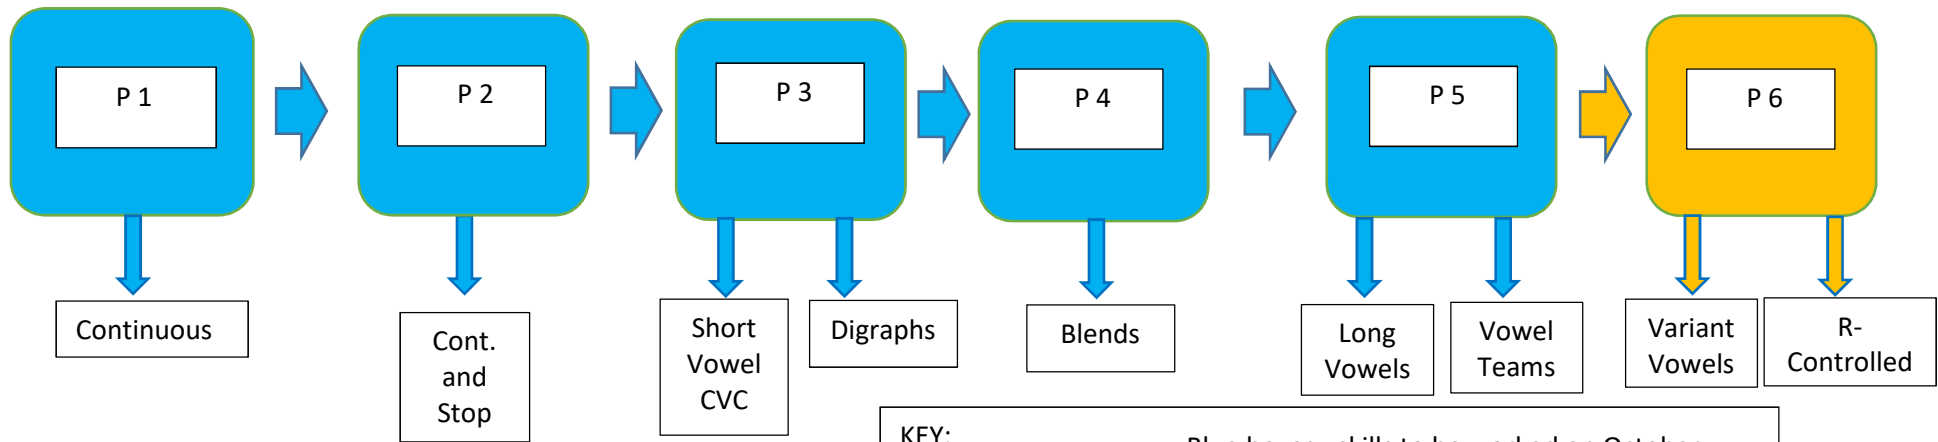 P 1
P 2
P 3
P 4
P 5
P 6
Continuous
Cont.
and
Stop
Short
Vowel
CVC
Digraphs
Blends
Long
Vowels
Vowel
Teams
Variant
Vowels
R-
Controlled
KEY: